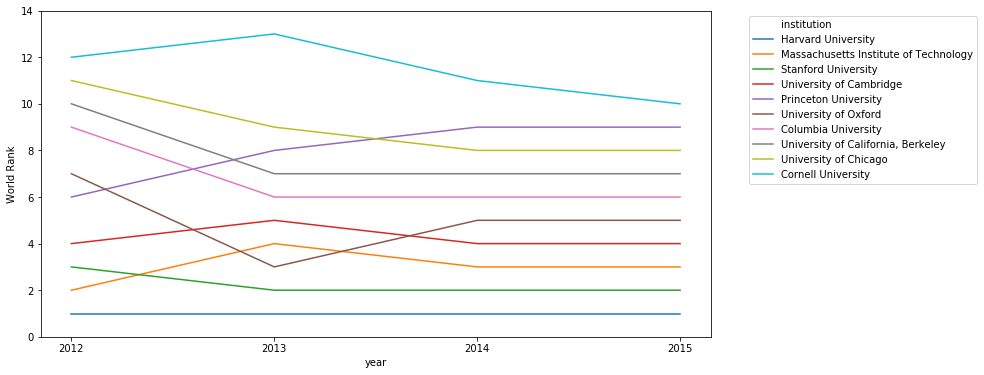 14
12
10
8
6
4
2
0
World Rank
2012
2013
2014
2015
year
institution
Harvard University
Massachusetts Institute of Technology
Stanford University
University of Cambridge
Princeton University
University of Oxford
Columbia University
University of California, Berkeley
University of Chicago
Cornell University